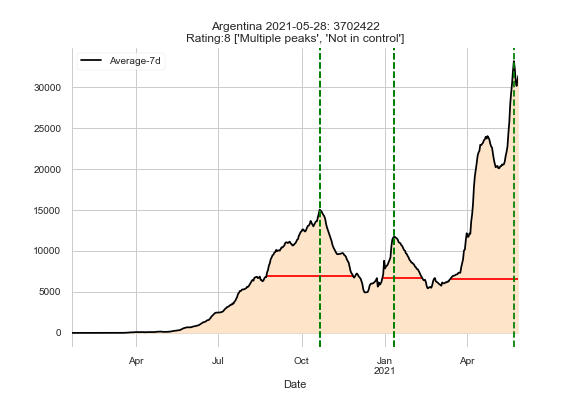 Argentina 2021-05-28: 3702422
Rating:8 ['Multiple peaks', 'Not in control']
Average-7d
30000
25000
20000
15000
10000
5000
0
Apr
Jul
Oct
Jan
2021
Apr
Date